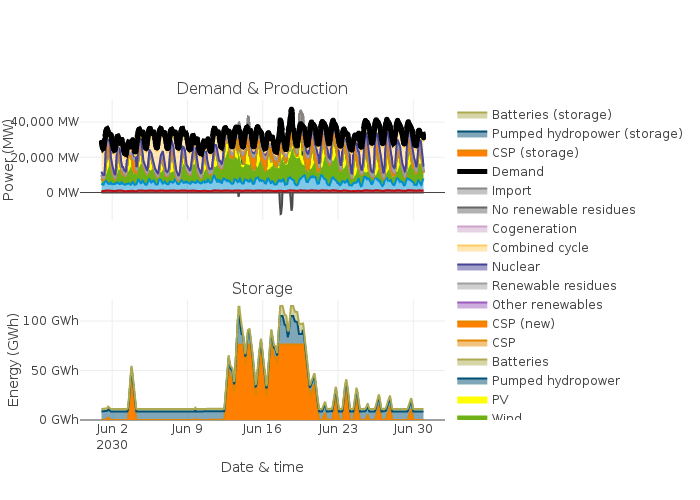 Demand & Production
Power (MW)
40,000 MW
20,000 MW
0 MW
Storage
Energy (GWh)
100 GWh
50 GWh
0 GWh
Jun 2
2030
Jun 9
Jun 16
Jun 23
Jun 30
Date & time
Batteries (storage)
Pumped hydropower (storage)
CSP (storage)
Demand
Import
No renewable residues
Cogeneration
Combined cycle
Nuclear
Renewable residues
Other renewables
CSP (new)
CSP
Batteries
Pumped hydropower
PV
Wind